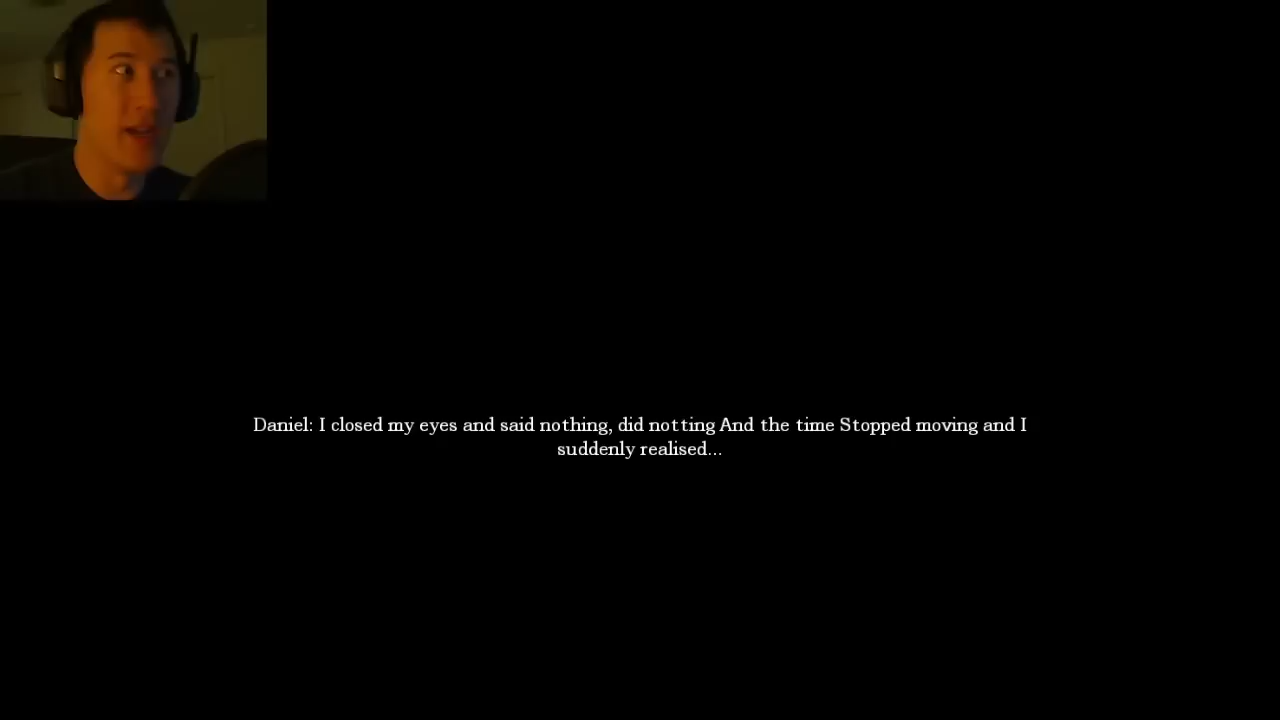 Daniel: I closed my eyes and said nothing, did notting And the time Stopped moving and I
suddenly realised...